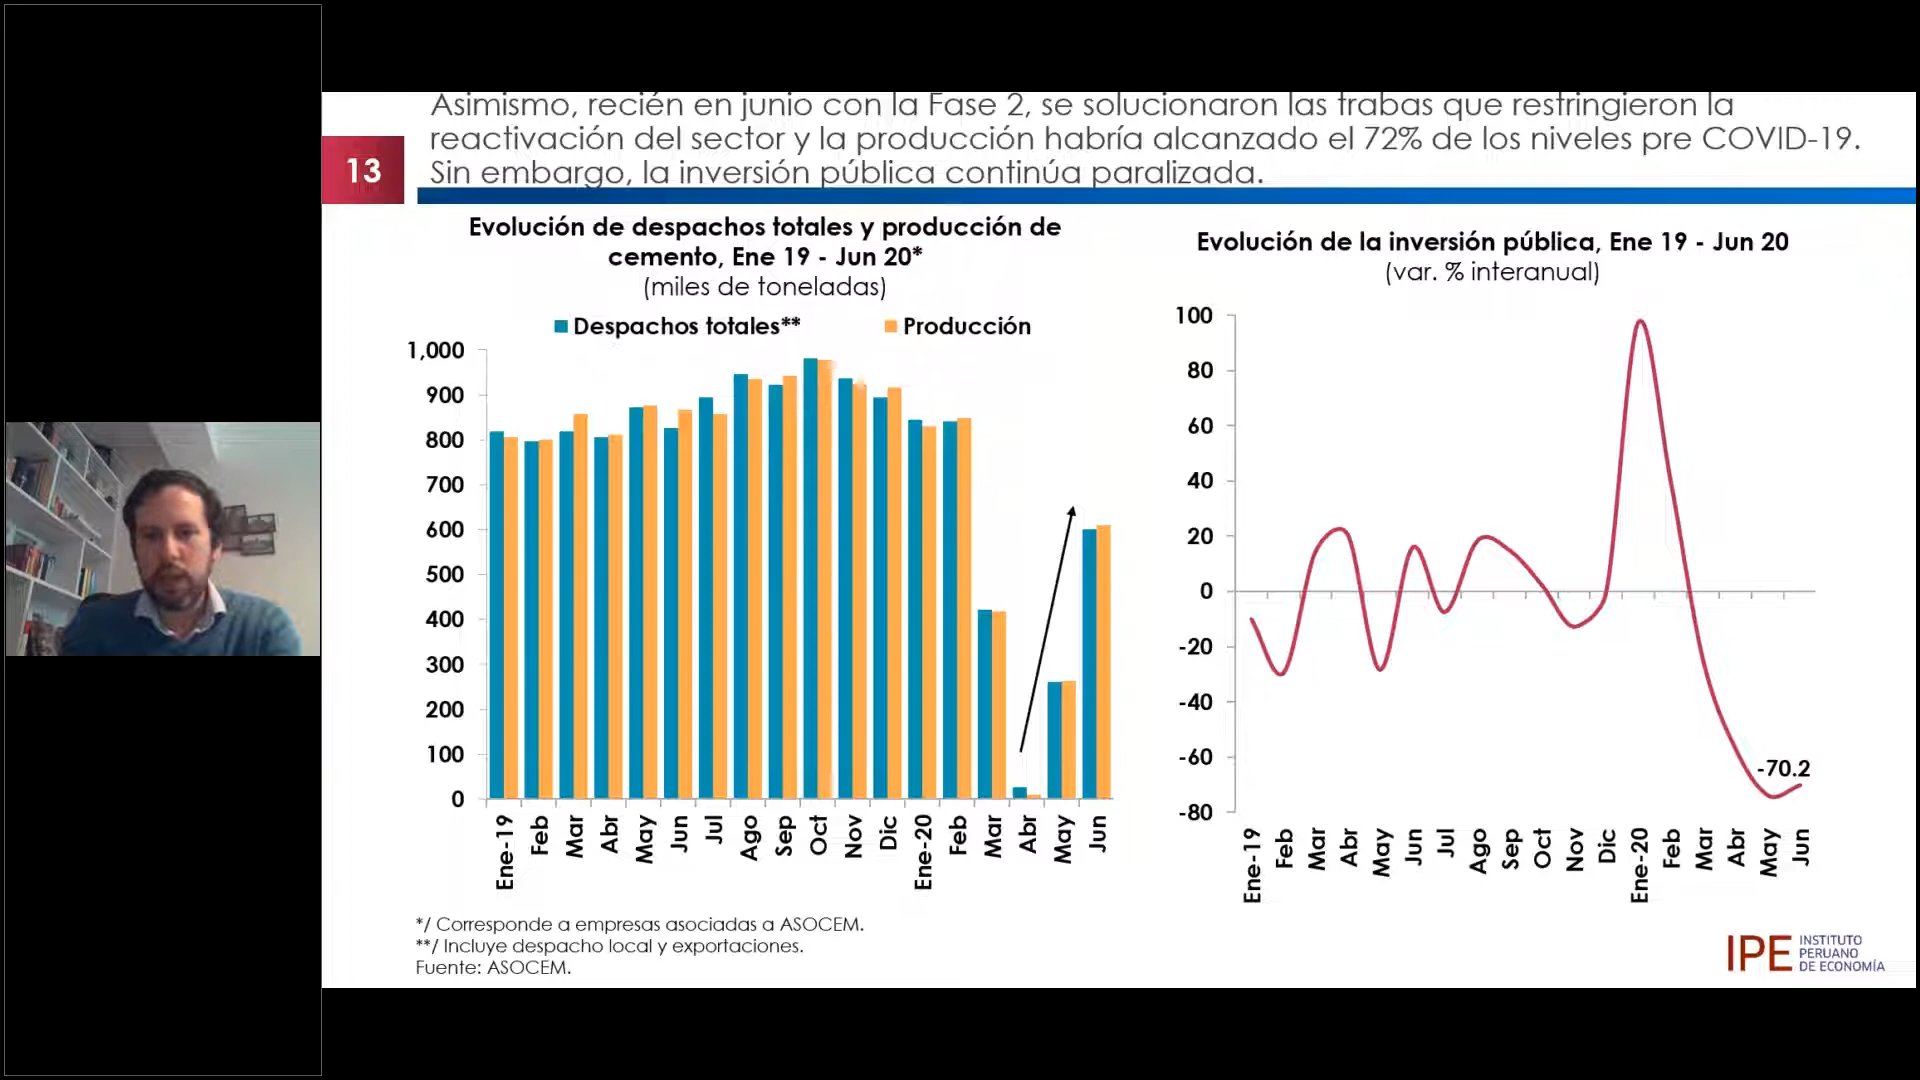 Asimismo, recién en junio con la Fase 2, se solucionaron las trabas que restringieron la
reactivación del sector y la producción habría alcanzado el 72% de los niveles pre COVID-19.
Sin embargo, la inversión pública continúa paralizada.
13
Evolución de despachos totales y producción de
cemento, Ene 19 - Jun 20*
(miles de toneladas)
Despachos totales** Producción
1,000
900
800
700
600
500
400
300
200
100
0
Ene-19 Feb Mar Abr May Jun Jul Ago Sep Oct Nov Dic Ene-20 Feb Mar Abr May Jun
*/ Corresponde a empresas asociadas a ASOCEM.
**/ Incluye despacho local y exportaciones.
Fuente: ASOCEM.
Evolución de la inversión pública, Ene 19 - Jun 20
(var. % interanual)
100
80
60
40
20
0
-20
-40
-60
-80
-70.2
Ene-19 Feb Mar Abr May Jun Jul Ago Sep Oct Nov Dic Ene-20 Feb Mar Abr May Jun
IPE
INSTITUTO
PERUANO
DE ECONOMÍA